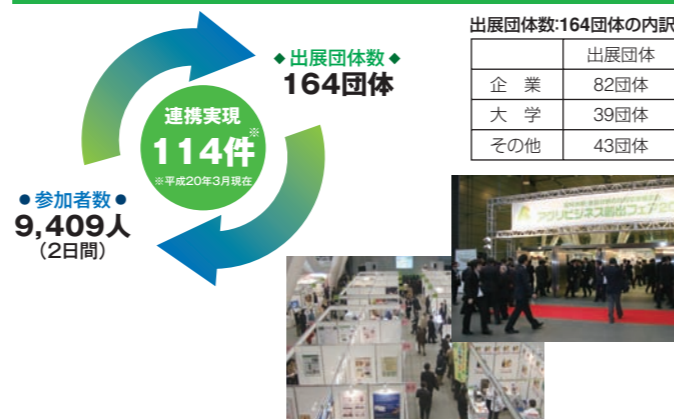 ◆出展団体数◆
164団体
連携実現
114件※
※平成20年3月現在
●参加者数●
9,409人
(2日間)
出展団体数:164団体の内訳
出展団体
企 業 82団体
大 学 39団体
その他 43団体
アグリビジネス創出フェア